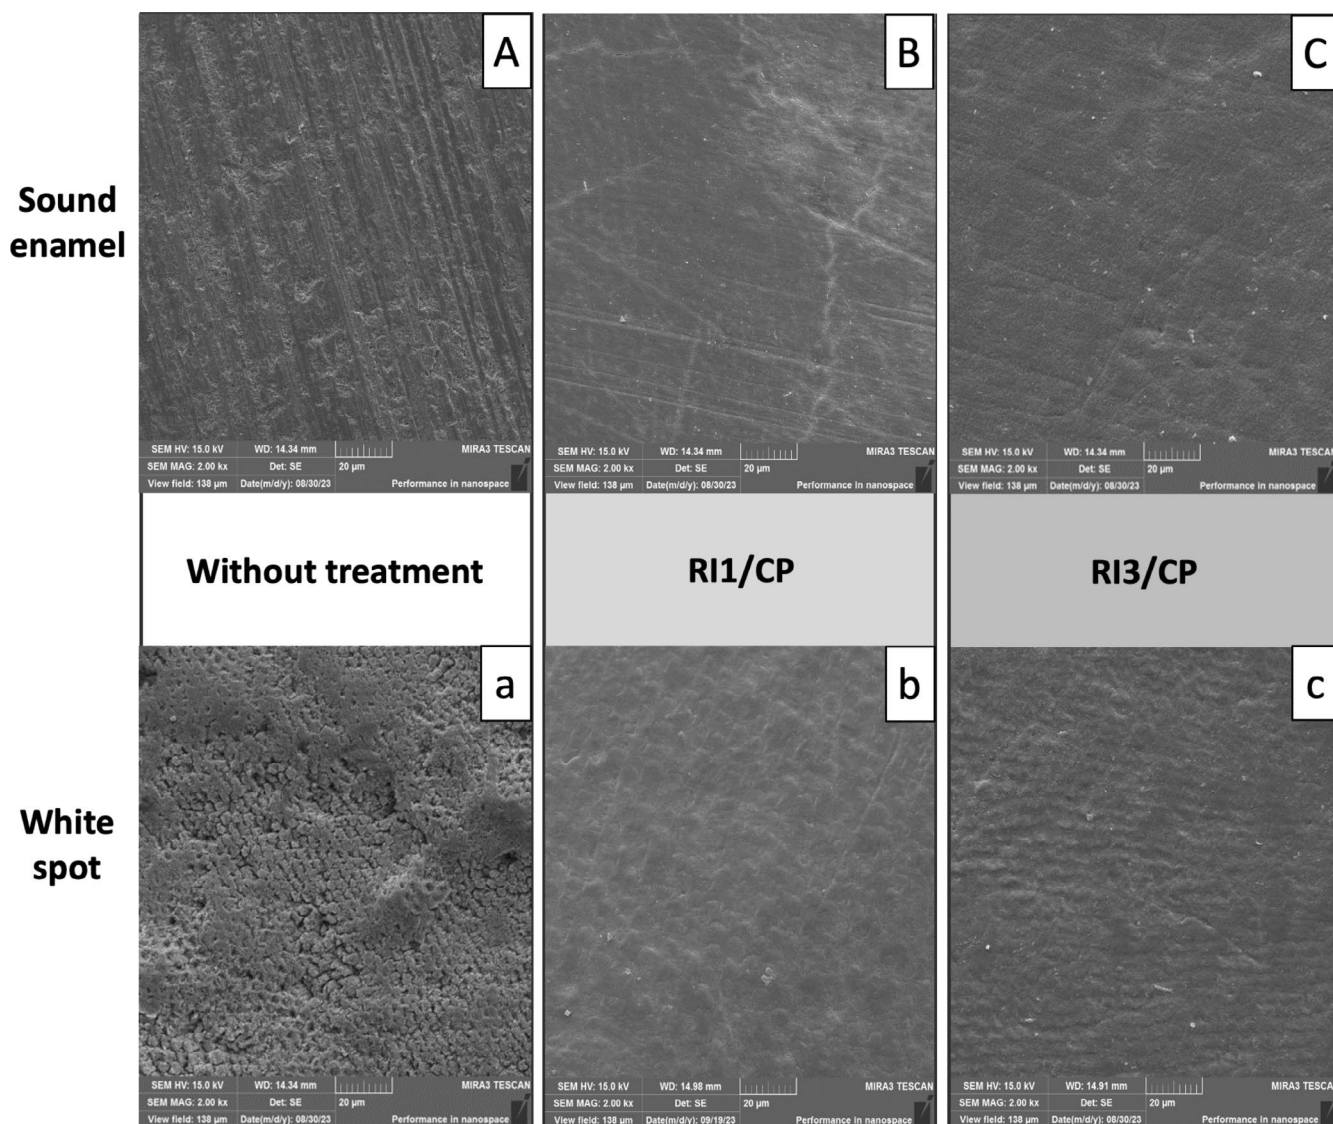 A
B
C
Sound
enamel
SEM HV: 15.0 kV WD: 14.34 mm MIRA3 TESCAN
SEM MAG: 2.00 kx Det: SE 20 µm
View field: 138 µm Date(m/d/y): 08/30/23 Performance in nanospace
SEM HV: 15.0 kV WD: 14.34 mm MIRA3 TESCAN
SEM MAG: 2.00 kx Det: SE 20 µm
View field: 138 µm Date(m/d/y): 08/30/23 Performance in nanospace
SEM HV: 15.0 kV WD: 14.34 mm MIRA3 TESCAN
SEM MAG: 2.00 kx Det: SE 20 µm
View field: 138 µm Date(m/d/y): 08/30/23 Performance in nanospace
Without treatment
RI1/CP
RI3/CP
a
b
c
White
spot
SEM HV: 15.0 kV WD: 14.34 mm MIRA3 TESCAN
SEM MAG: 2.00 kx Det: SE 20 µm
View field: 138 µm Date(m/d/y): 08/30/23 Performance in nanospace
SEM HV: 15.0 kV WD: 14.98 mm MIRA3 TESCAN
SEM MAG: 2.00 kx Det: SE 20 µm
View field: 138 µm Date(m/d/y): 09/19/23 Performance in nanospace
SEM HV: 15.0 kV WD: 14.91 mm MIRA3 TESCAN
SEM MAG: 2.00 kx Det: SE 20 µm
View field: 138 µm Date(m/d/y): 08/30/23 Performance in nanospace